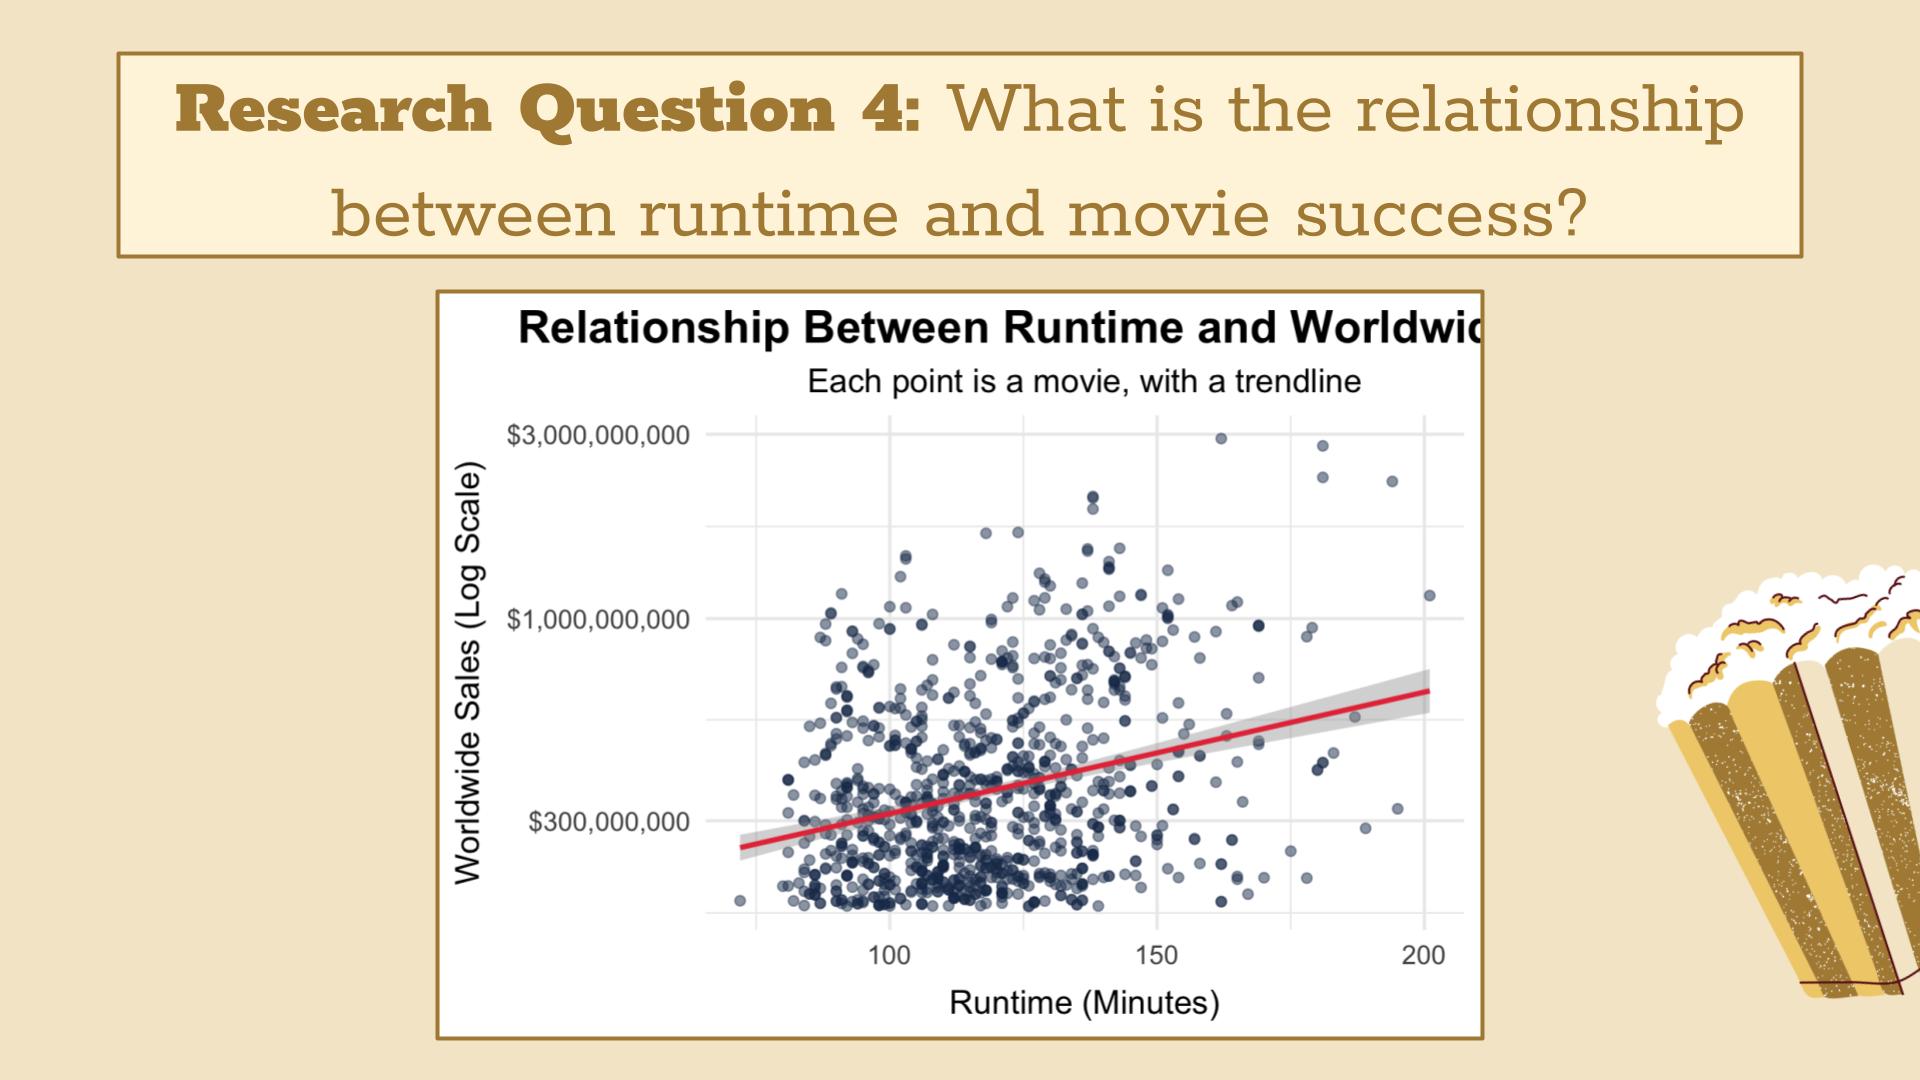 Research Question 4: What is the relationship
between runtime and movie success?
Relationship Between Runtime and Worldwid
Each point is a movie, with a trendline
Worldwide Sales (Log Scale)
$3,000,000,000
$1,000,000,000
$300,000,000
100 150 200
Runtime (Minutes)